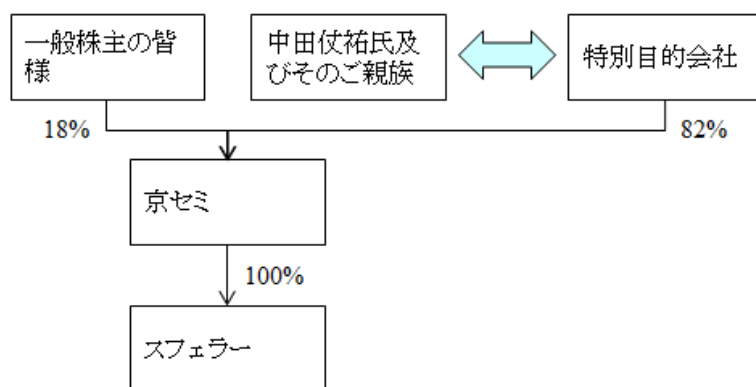 一般株主の皆
様
中田仗祐氏及
びそのご親族
特別目的会社
18%
82%
京セミ
100%
スフェラー